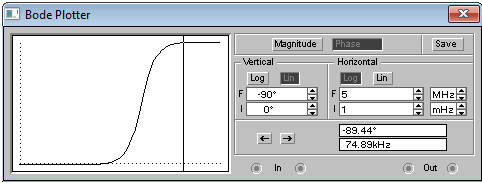 Bode Plotter
Magnitude Phase Save
Vertical Horizontal
Log Lin Log Lin
F -90° F 5 MHz
I 0° I 1 mHz
← → -89.44°
74.89kHz
In Out